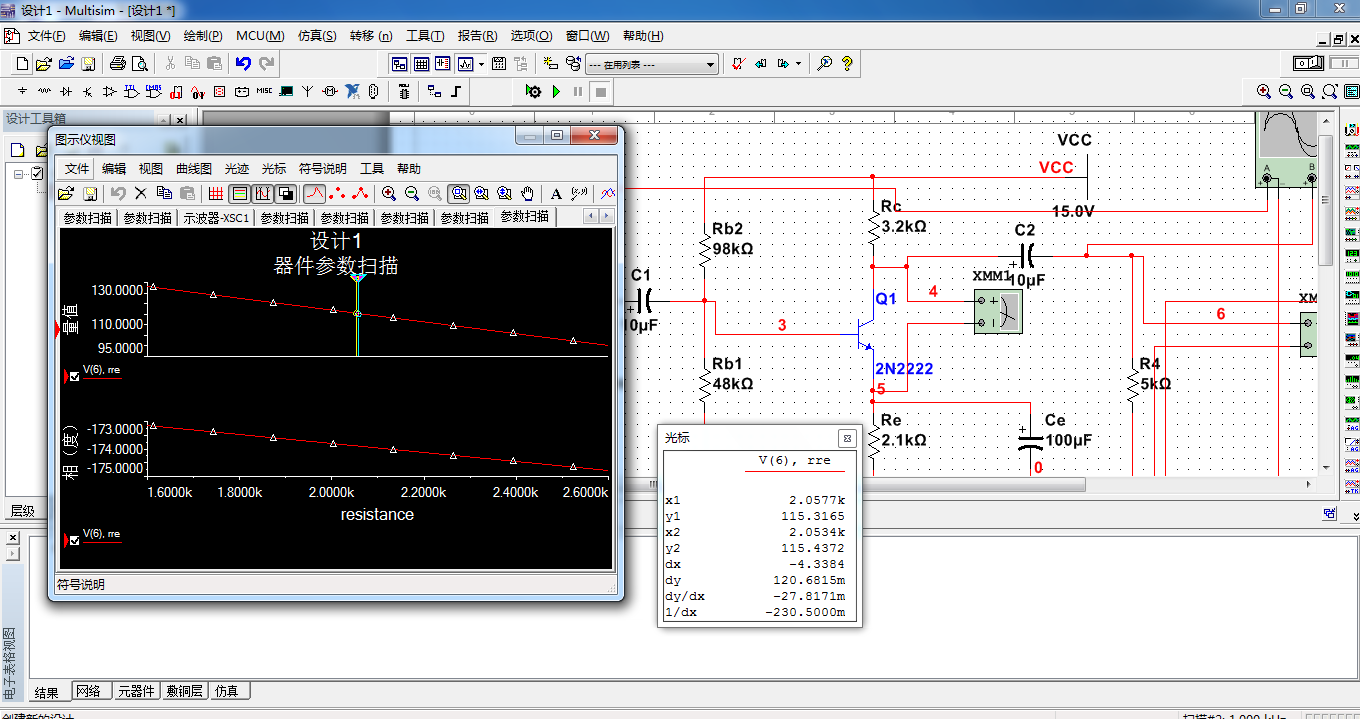 设计1 - Multisim - [设计1 *]
文件(F) 编辑(E) 视图(V) 绘制(P) MCU(M) 仿真(S) 转移 (n) 工具(T) 报告(R) 选项(O) 窗口(W) 帮助(H)
--- 在用列表 ---
MISC
设计工具箱
层级
图示仪视图
文件 编辑 视图 曲线图 光迹 光标 符号说明 工具 帮助
参数扫描 参数扫描 示波器-XSC1 参数扫描 参数扫描 参数扫描 参数扫描 参数扫描
设计1
器件参数扫描
量值
130.0000
110.0000
95.0000
V(6), rre
相 (度)
-173.0000
-174.0000
-175.0000
1.6000k 1.8000k 2.0000k 2.2000k 2.4000k 2.6000k
resistance
V(6), rre
符号说明
2
VCC
VCC
15.0V
A
B
Rb2
98kΩ
Rc
3.2kΩ
C2
10µF
C1
10µF
XMM1
XM
Q1
2N2222
3
4
5
6
Rb1
48kΩ
R4
5kΩ
Re
2.1kΩ
Ce
100µF
0
光标
V(6), rre
x1 2.0577k
y1 115.3165
x2 2.0534k
y2 115.4372
dx -4.3384
dy 120.6815m
dy/dx -27.8171m
1/dx -230.5000m
电子表格视图
结果 网络 元器件 敷铜层 仿真
创建新的设计
扫描#2: 1.000 kHz